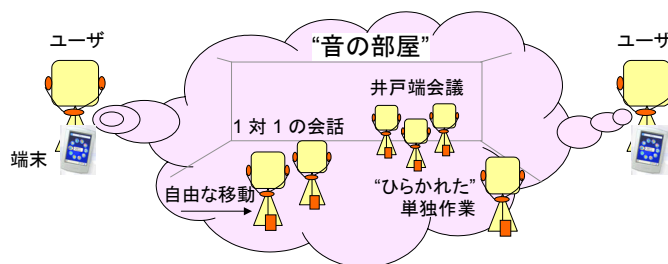 ユーザ
“音の部屋”
ユーザ
井戸端会議
1対1の会話
端末
自由な移動
“ひらかれた”
単独作業